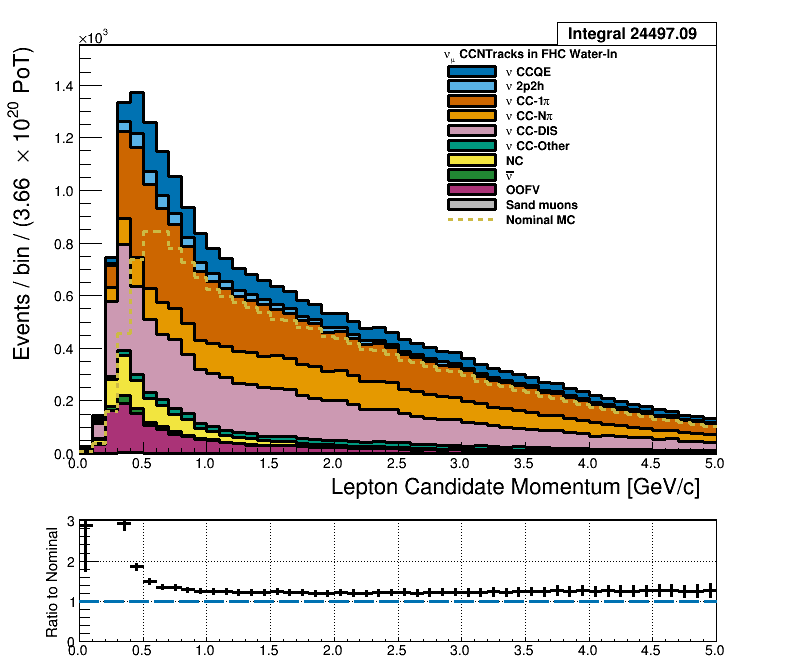 Integral 24497.09
×10³
ν_μ CCNTracks in FHC Water-In
ν CCQE
ν 2p2h
ν CC-1π
ν CC-Nπ
ν CC-DIS
ν CC-Other
NC
ν̅
OOFV
Sand muons
Nominal MC
Events / bin / (3.66 × 10²⁰ PoT)
1.4
1.2
1.0
0.8
0.6
0.4
0.2
0.0
0.0 0.5 1.0 1.5 2.0 2.5 3.0 3.5 4.0 4.5 5.0
Lepton Candidate Momentum [GeV/c]
Ratio to Nominal
3
2
1
0
0.0 0.5 1.0 1.5 2.0 2.5 3.0 3.5 4.0 4.5 5.0